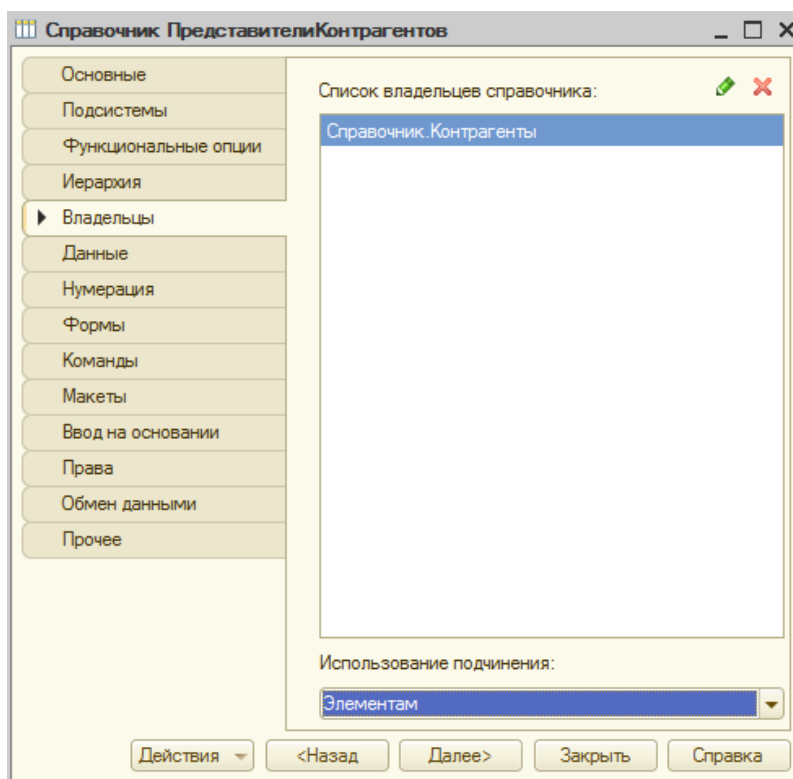 Справочник ПредставителиКонтрагентов
Основные
Подсистемы
Функциональные опции
Иерархия
Владельцы
Данные
Нумерация
Формы
Команды
Макеты
Ввод на основании
Права
Обмен данными
Прочее
Список владельцев справочника:
Справочник.Контрагенты
Использование подчинения:
Элементам
Действия
<Назад
Далее>
Закрыть
Справка